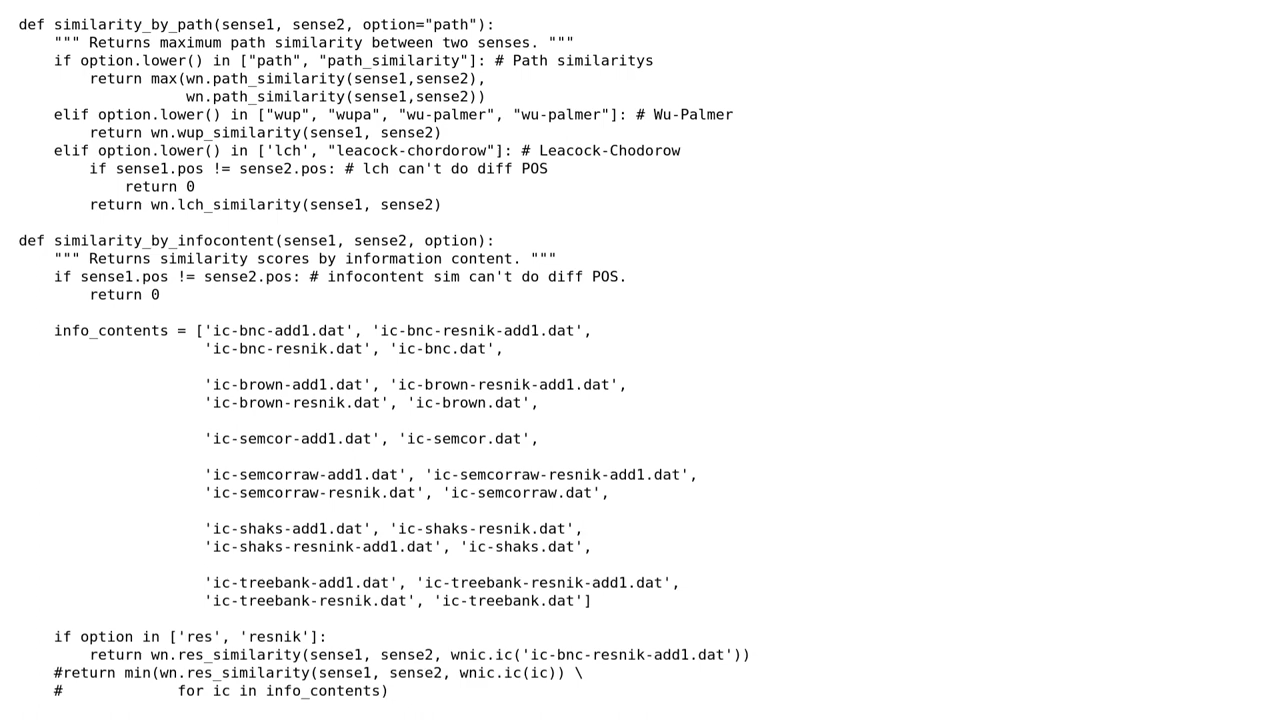 def similarity_by_path(sense1, sense2, option="path"):
    """ Returns maximum path similarity between two senses. """
    if option.lower() in ["path", "path_similarity"]: # Path similaritys
        return max(wn.path_similarity(sense1,sense2),
                   wn.path_similarity(sense1,sense2))
    elif option.lower() in ["wup", "wupa", "wu-palmer", "wu-palmer"]: # Wu-Palmer
        return wn.wup_similarity(sense1, sense2)
    elif option.lower() in ['lch', "leacock-chordorow"]: # Leacock-Chodorow
        if sense1.pos != sense2.pos: # lch can't do diff POS
            return 0
        return wn.lch_similarity(sense1, sense2)

def similarity_by_infocontent(sense1, sense2, option):
    """ Returns similarity scores by information content. """
    if sense1.pos != sense2.pos: # infocontent sim can't do diff POS.
        return 0

    info_contents = ['ic-bnc-add1.dat', 'ic-bnc-resnik-add1.dat',
                     'ic-bnc-resnik.dat', 'ic-bnc.dat',

                     'ic-brown-add1.dat', 'ic-brown-resnik-add1.dat',
                     'ic-brown-resnik.dat', 'ic-brown.dat',

                     'ic-semcor-add1.dat', 'ic-semcor.dat',

                     'ic-semcorraw-add1.dat', 'ic-semcorraw-resnik-add1.dat',
                     'ic-semcorraw-resnik.dat', 'ic-semcorraw.dat',

                     'ic-shaks-add1.dat', 'ic-shaks-resnik.dat',
                     'ic-shaks-resnink-add1.dat', 'ic-shaks.dat',

                     'ic-treebank-add1.dat', 'ic-treebank-resnik-add1.dat',
                     'ic-treebank-resnik.dat', 'ic-treebank.dat']

    if option in ['res', 'resnik']:
        return wn.res_similarity(sense1, sense2, wnic.ic('ic-bnc-resnik-add1.dat'))
    #return min(wn.res_similarity(sense1, sense2, wnic.ic(ic)) \
    #             for ic in info_contents)